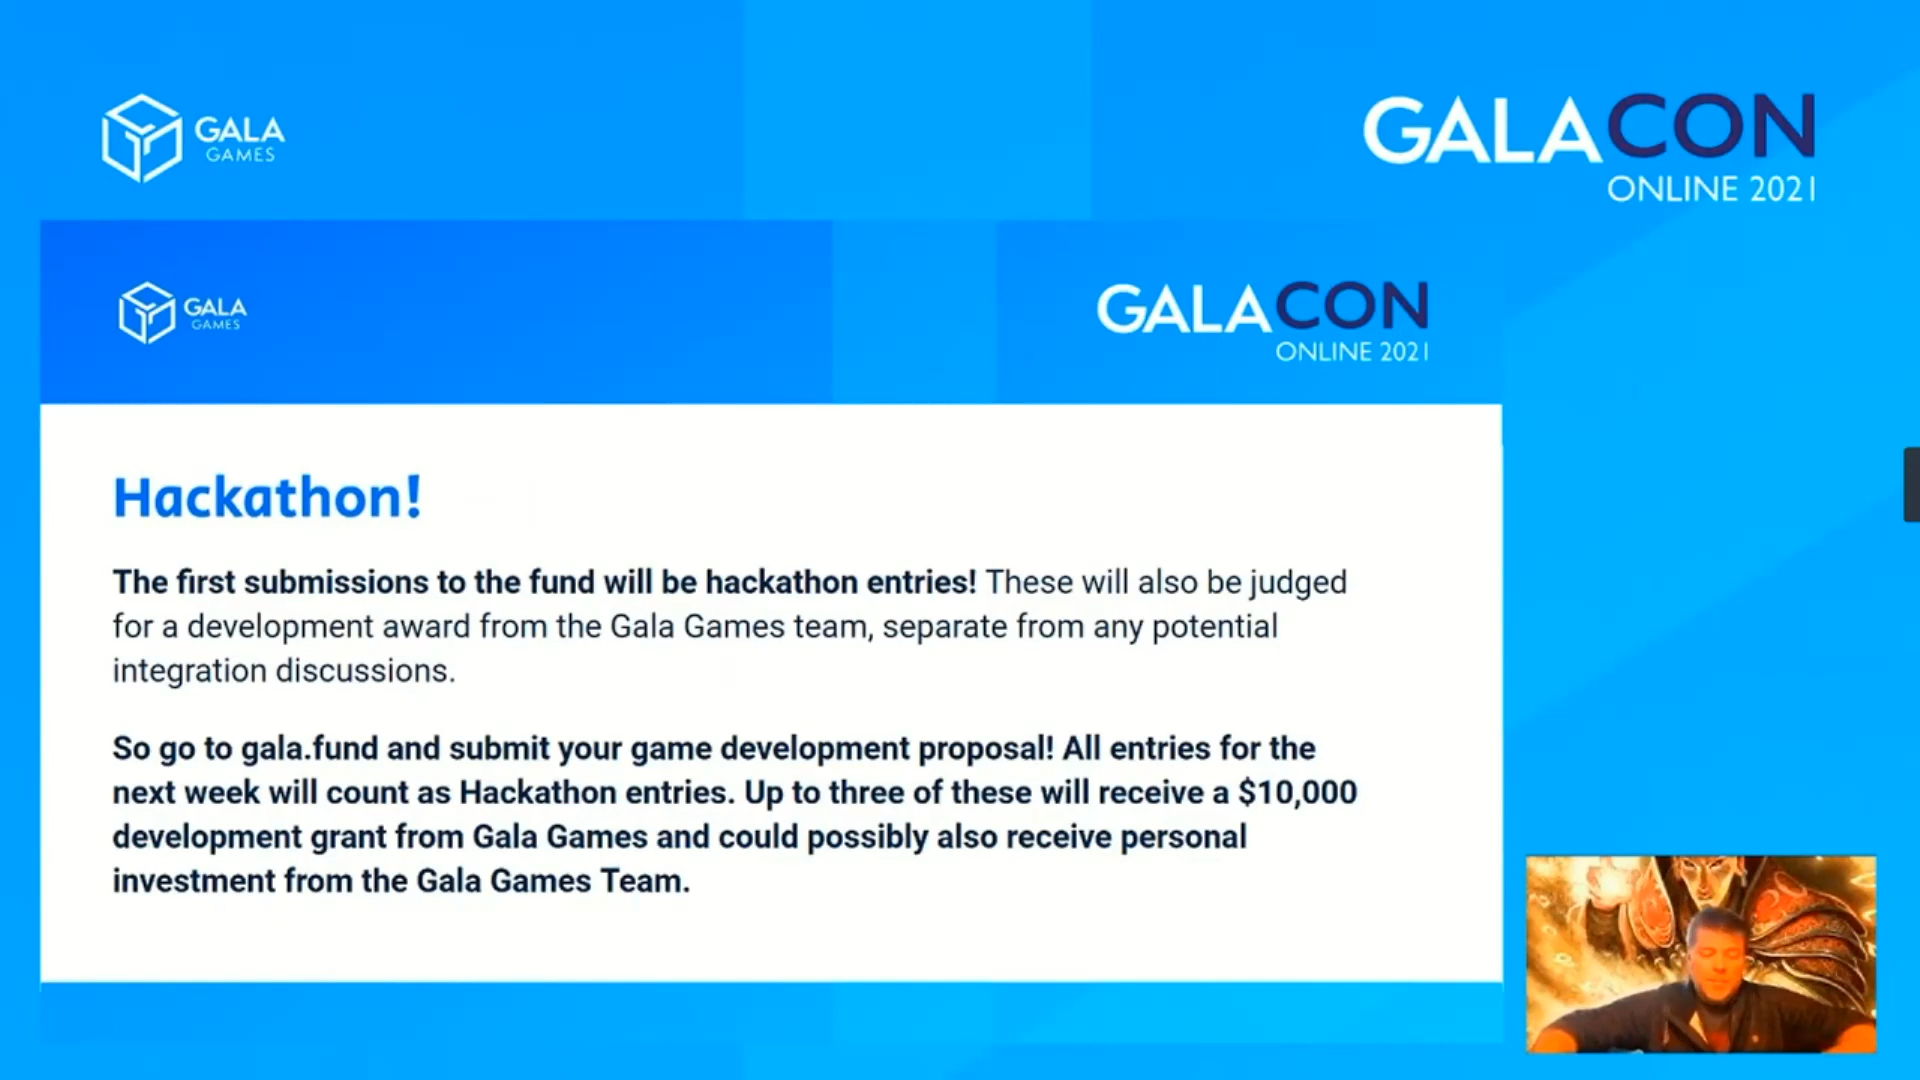 GALA
GAMES
GALACON
ONLINE 2021
GALA
GAMES
GALACON
ONLINE 2021
Hackathon!
The first submissions to the fund will be hackathon entries! These will also be judged
for a development award from the Gala Games team, separate from any potential
integration discussions.
So go to gala.fund and submit your game development proposal! All entries for the
next week will count as Hackathon entries. Up to three of these will receive a $10,000
development grant from Gala Games and could possibly also receive personal
investment from the Gala Games Team.